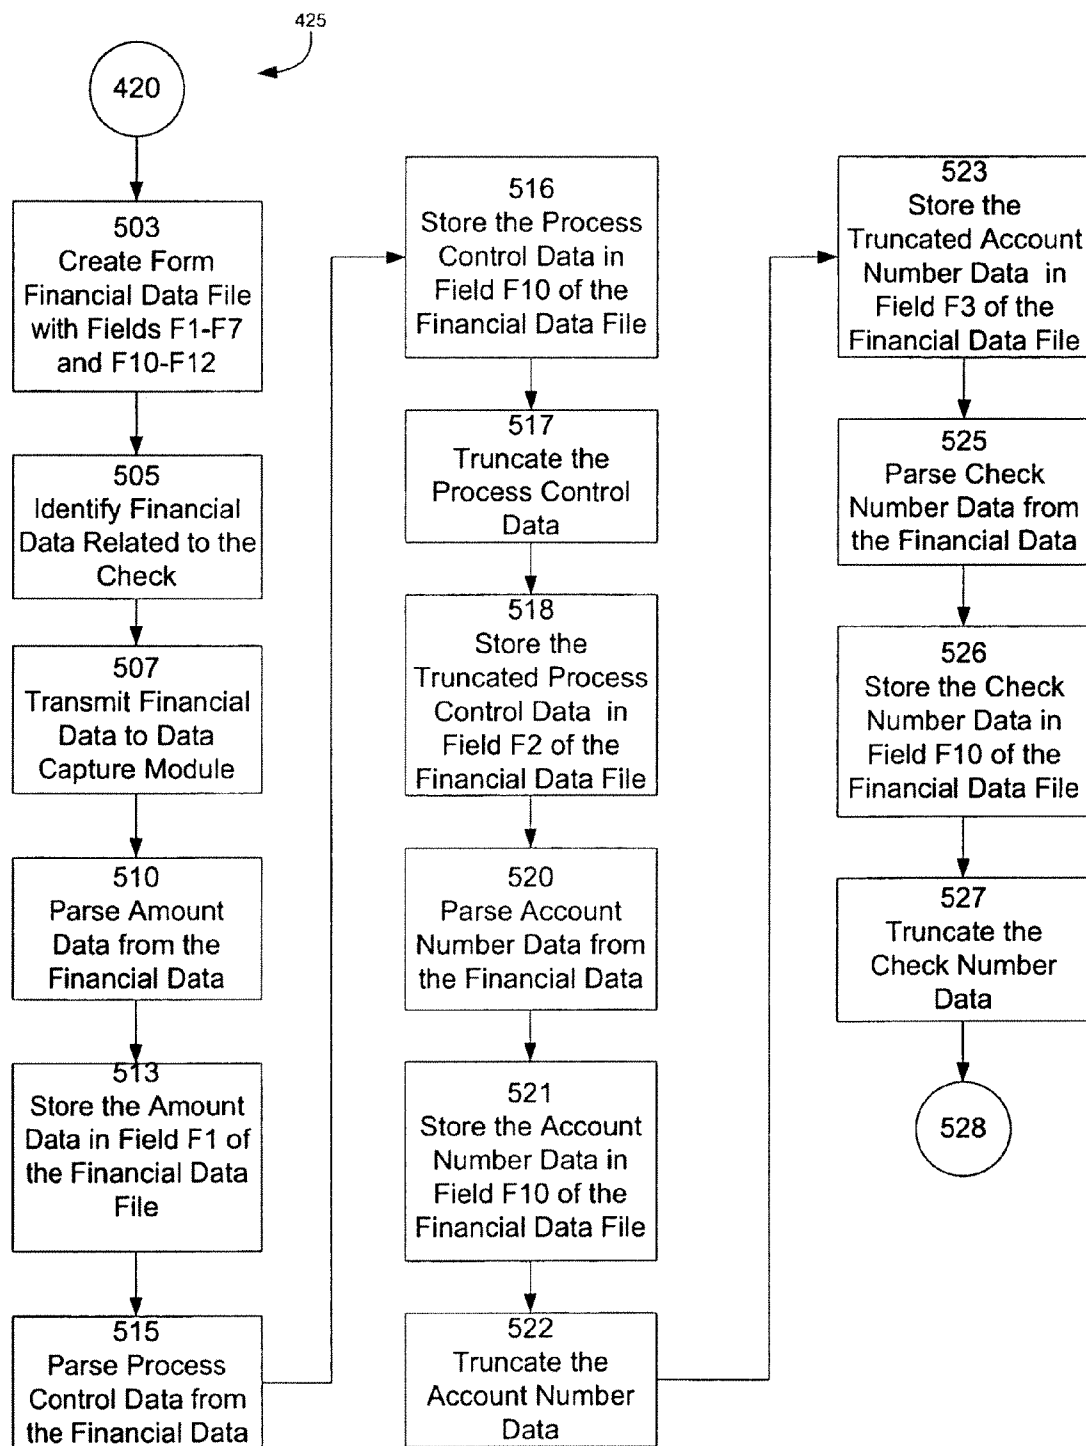 425
420
503
Create Form
Financial Data File
with Fields F1-F7
and F10-F12
505
Identify Financial
Data Related to the
Check
507
Transmit Financial
Data to Data
Capture Module
510
Parse Amount
Data from the
Financial Data
513
Store the Amount
Data in Field F1 of
the Financial Data
File
515
Parse Process
Control Data from
the Financial Data
516
Store the Process
Control Data in
Field F10 of the
Financial Data File
517
Truncate the
Process Control
Data
518
Store the
Truncated Process
Control Data in
Field F2 of the
Financial Data File
520
Parse Account
Number Data from
the Financial Data
521
Store the Account
Number Data in
Field F10 of the
Financial Data File
522
Truncate the
Account Number
Data
523
Store the
Truncated Account
Number Data in
Field F3 of the
Financial Data File
525
Parse Check
Number Data from
the Financial Data
526
Store the Check
Number Data in
Field F10 of the
Financial Data File
527
Truncate the
Check Number
Data
528